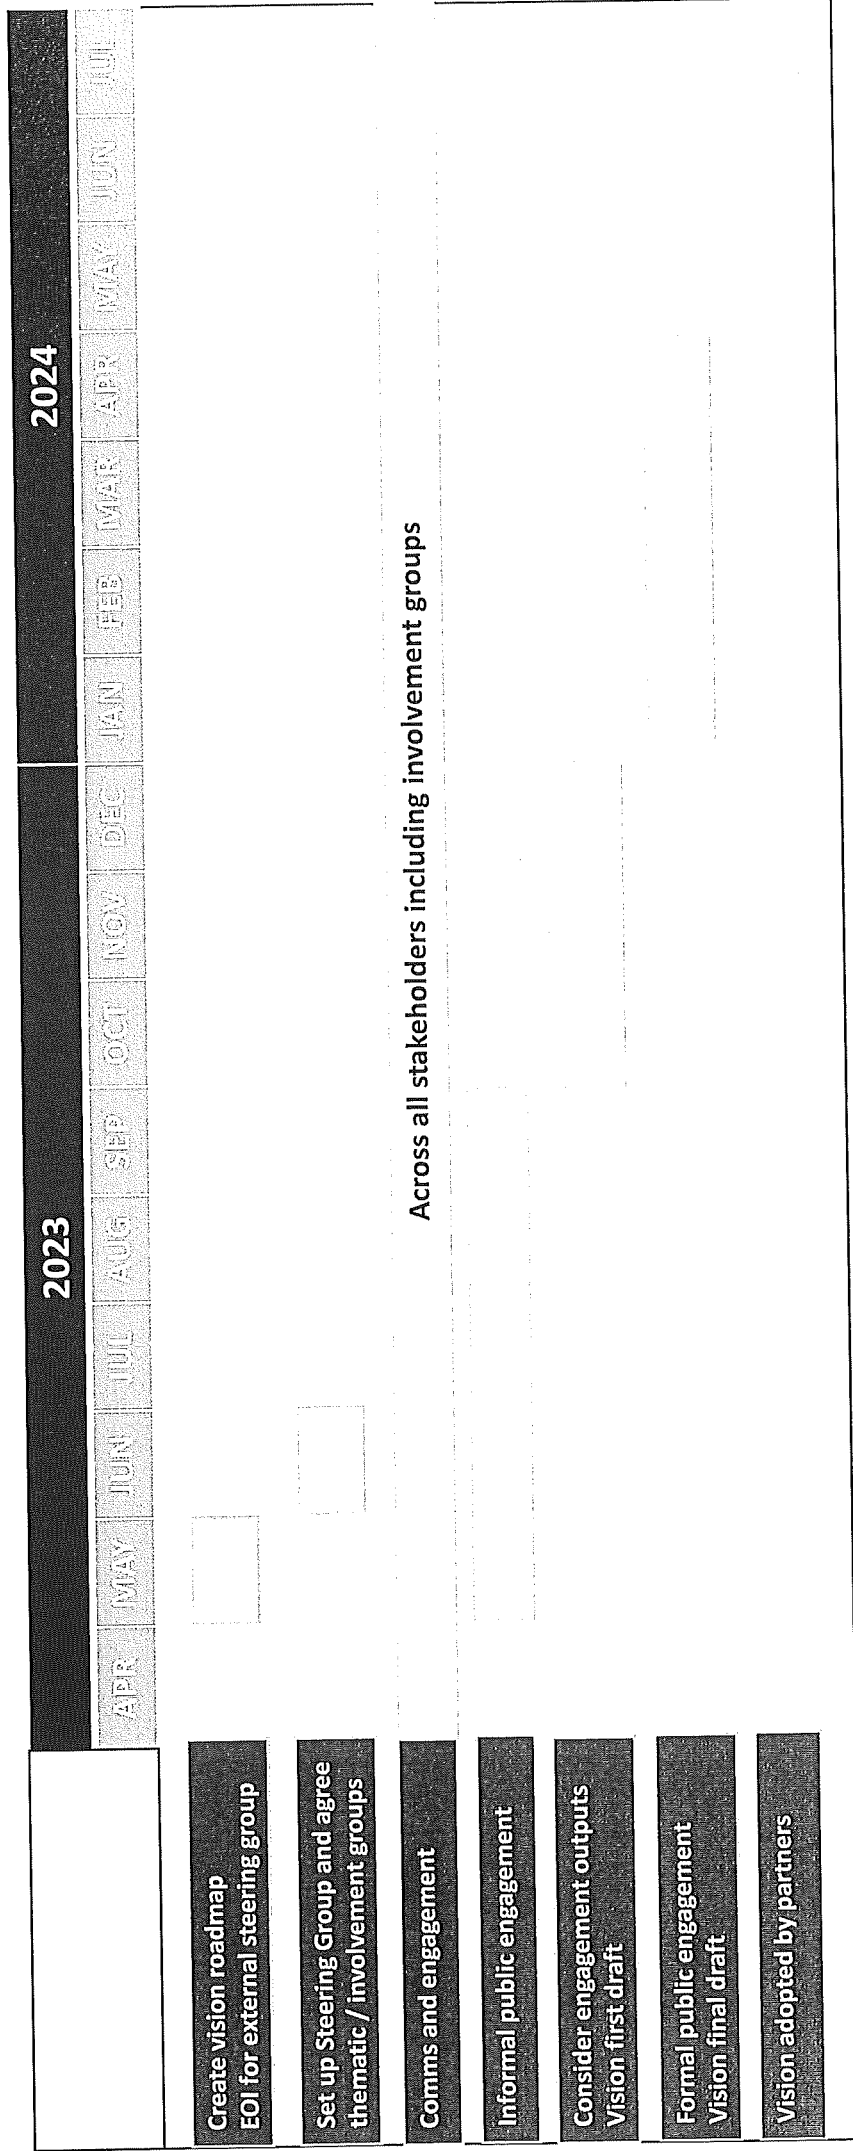 2023
2024
APR
MAY
JUN
JUL
AUG
SEP
OCT
NOV
DEC
JAN
FEB
MAR
APR
MAY
JUN
JUL
Create vision roadmap
EOI for external steering group
Set up Steering Group and agree
thematic / involvement groups
Comms and engagement
Across all stakeholders including involvement groups
Informal public engagement
Consider engagement outputs
Vision first draft
Formal public engagement
Vision final draft
Vision adopted by partners